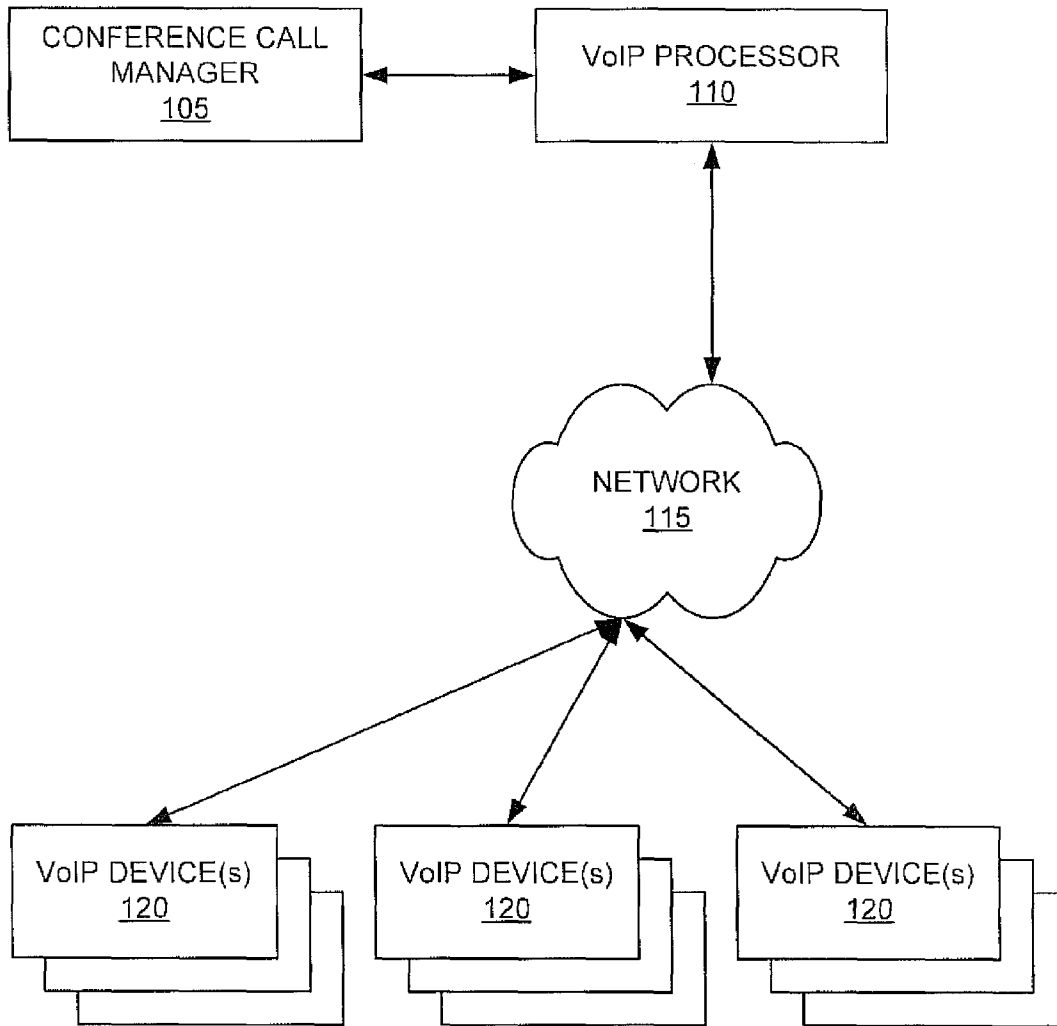 CONFERENCE CALL
MANAGER
105
VoIP PROCESSOR
110
NETWORK
115
VoIP DEVICE(s)
120
VoIP DEVICE(s)
120
VoIP DEVICE(s)
120